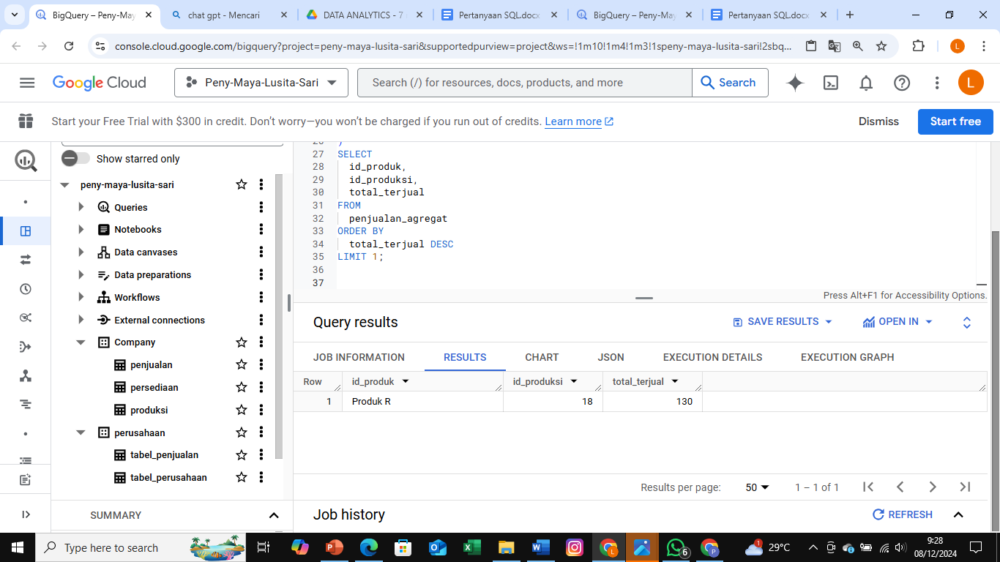 BigQuery – Peny-May
chat gpt - Mencari
DATA ANALYTICS - 7
Pertanyaan SQL.docx
BigQuery – Peny-May
Pertanyaan SQL.docx
console.cloud.google.com/bigquery?project=peny-maya-lusita-sari&supportedpurview=project&ws=!1m10!1m4!1m3!1speny-maya-lusita-sari!2sbq...
L
Google Cloud
Peny-Maya-Lusita-Sari
Search (/) for resources, docs, products, and more
Search
L
Start your Free Trial with $300 in credit. Don't worry—you won't be charged if you run out of credits. Learn more
Dismiss
Start free
Show starred only
peny-maya-lusita-sari
Queries
Notebooks
Data canvases
Data preparations
Workflows
External connections
Company
penjualan
persediaan
produksi
perusahaan
tabel_penjualan
tabel_perusahaan
SUMMARY
26 )
27 SELECT
28 id_produk,
29 id_produksi,
30 total_terjual
31 FROM
32 penjualan_agregat
33 ORDER BY
34 total_terjual DESC
35 LIMIT 1;
36
37
Press Alt+F1 for Accessibility Options.
Query results
SAVE RESULTS
OPEN IN
JOB INFORMATION RESULTS CHART JSON EXECUTION DETAILS EXECUTION GRAPH
Row id_produk id_produksi total_terjual
1 Produk R 18 130
Results per page: 50 1 – 1 of 1
Job history
REFRESH
Type here to search
1
29°C
6
9:28
08/12/2024